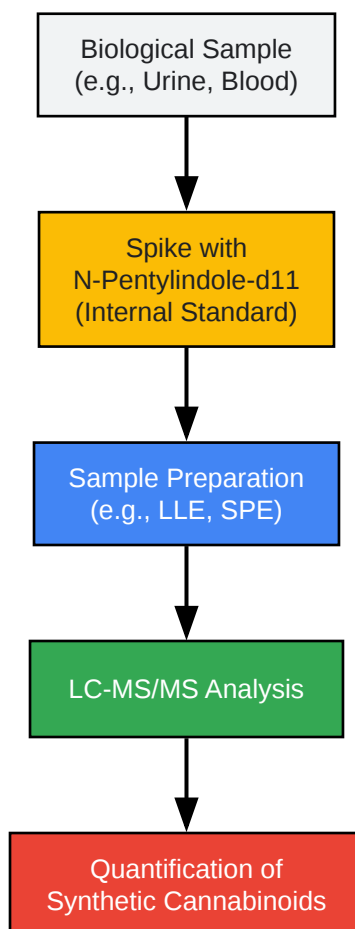 Biological Sample
(e.g., Urine, Blood)
Spike with
N-Pentylindole-d11
(Internal Standard)
Sample Preparation
(e.g., LLE, SPE)
LC-MS/MS Analysis
Quantification of
Synthetic Cannabinoids